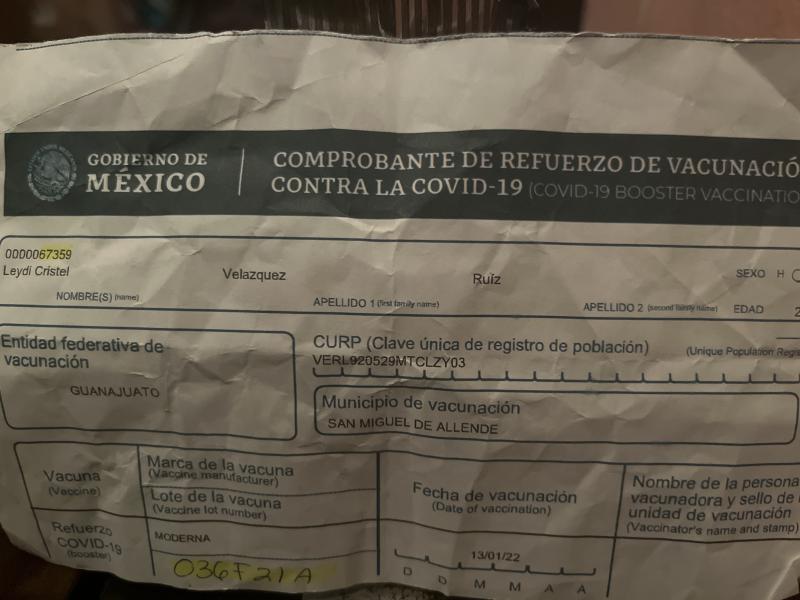 GOBIERNO DE
MÉXICO
COMPROBANTE DE REFUERZO DE VACUNACIÓ
CONTRA LA COVID-19 (COVID-19 BOOSTER VACCINATIO
0000067359
Leydi Cristel Velazquez Ruíz SEXO H
NOMBRE(S) (name) APELLIDO 1 (first family name) APELLIDO 2 (second family name) EDAD 2
Entidad federativa de
vacunación
GUANAJUATO
CURP (Clave única de registro de población) (Unique Population Regis
VERL920529MTCLZY03
Municipio de vacunación
SAN MIGUEL DE ALLENDE
Vacuna
(Vaccine)
Marca de la vacuna
(Vaccine manufacturer)
Lote de la vacuna
(Vaccine lot number)
Fecha de vacunación
(Date of vaccination)
Nombre de la persona
vacunadora y sello de
unidad de vacunación
(Vaccinator's name and stamp)
Refuerzo
COVID-19
(booster)
MODERNA
036F21A
13/01/22
D D M M A A